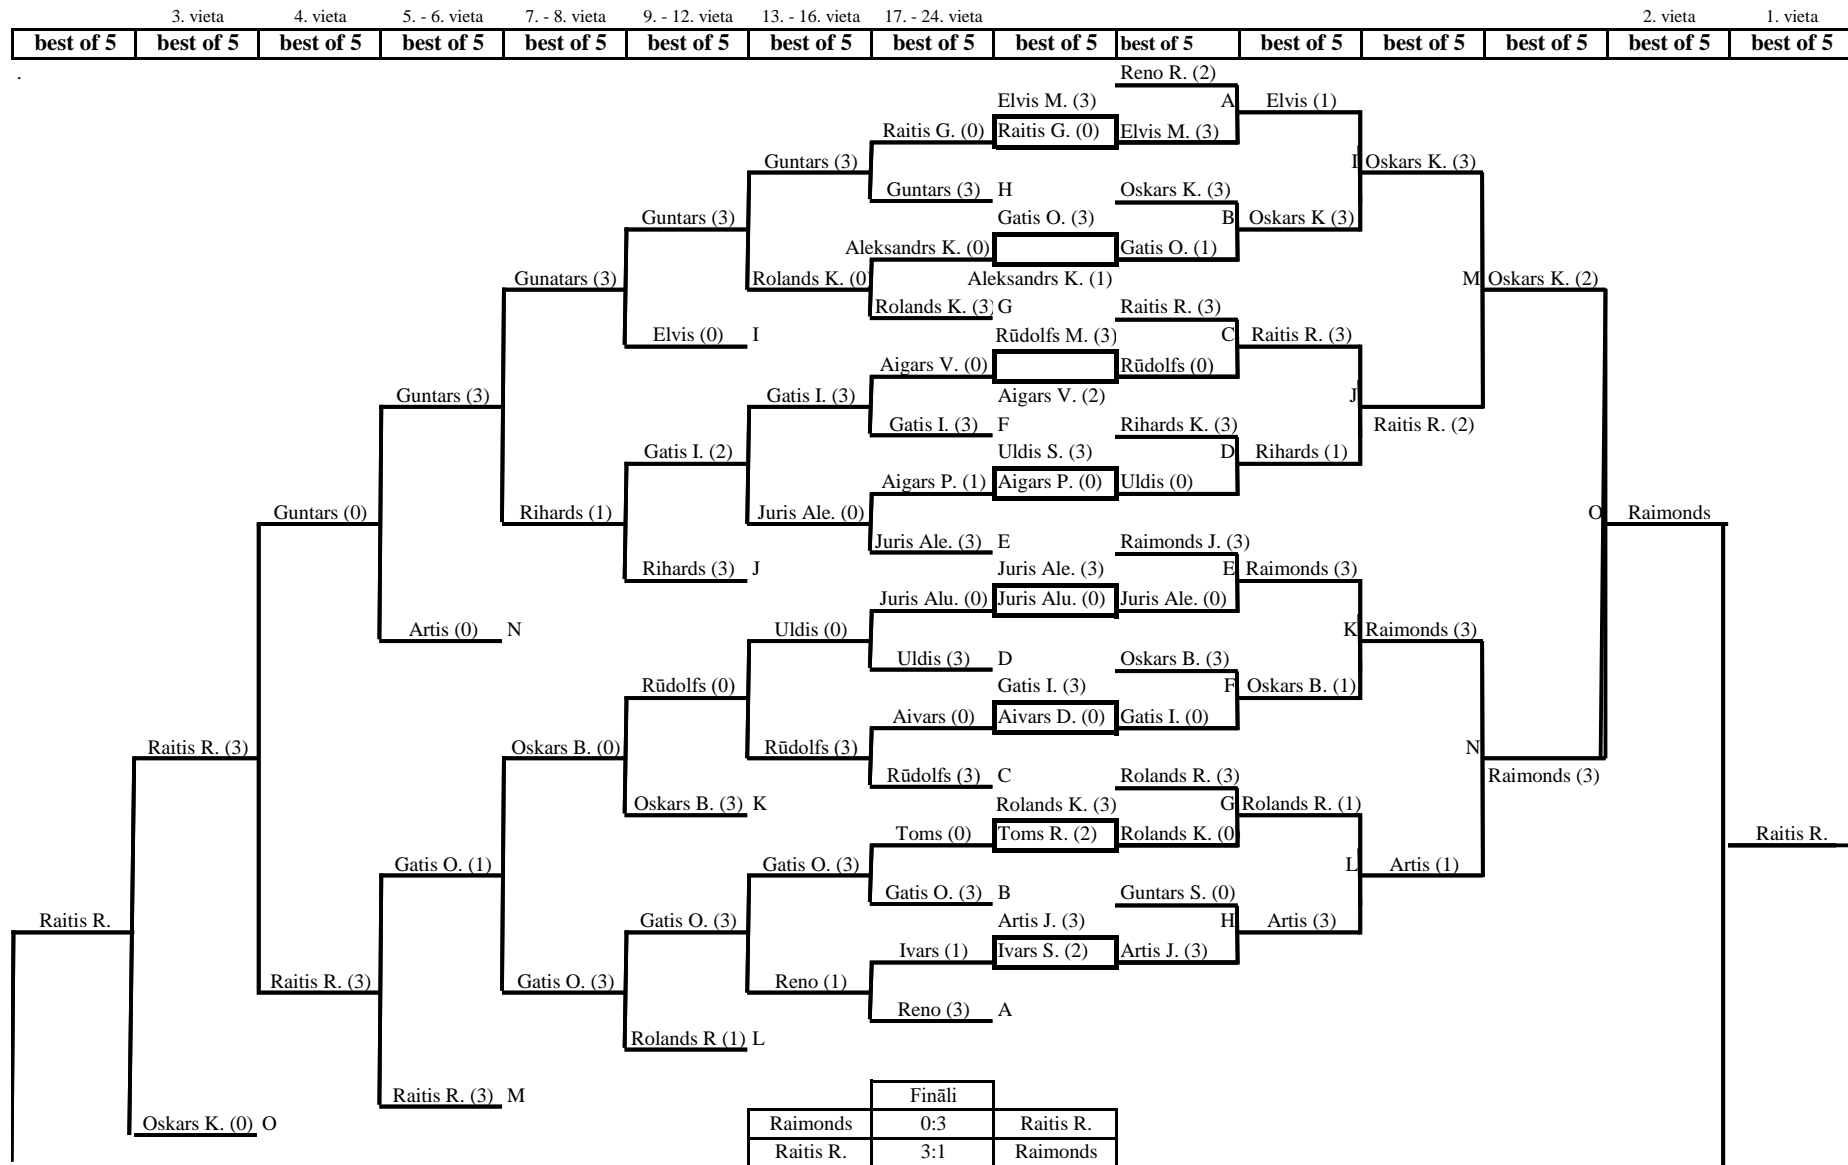 3. vieta 4. vieta 5. - 6. vieta 7. - 8. vieta 9. - 12. vieta 13. - 16. vieta 17. - 24. vieta 2. vieta 1. vieta
best of 5 best of 5 best of 5 best of 5 best of 5 best of 5 best of 5 best of 5 best of 5 best of 5 best of 5 best of 5 best of 5 best of 5 best of 5
. Reno R. (2)
Elvis M. (3) A Elvis (1)
Raitis G. (0) Raitis G. (0) Elvis M. (3)
Guntars (3) I Oskars K. (3)
Guntars (3) H Oskars K. (3)
Guntars (3) Gatis O. (3) B Oskars K (3)
Aleksandrs K. (0) Gatis O. (1)
Gunatars (3) Rolands K. (0) Aleksandrs K. (1) M Oskars K. (2)
Rolands K. (3) G Raitis R. (3)
Elvis (0) I Rūdolfs M. (3) C Raitis R. (3)
Aigars V. (0) Rūdolfs (0)
Guntars (3) Gatis I. (3) Aigars V. (2) J
Gatis I. (3) F Rihards K. (3) Raitis R. (2)
Gatis I. (2) Uldis S. (3) D Rihards (1)
Aigars P. (1) Aigars P. (0) Uldis (0)
Guntars (0) Rihards (1) Juris Ale. (0) O Raimonds
Juris Ale. (3) E Raimonds J. (3)
Rihards (3) J Juris Ale. (3) E Raimonds (3)
Juris Alu. (0) Juris Alu. (0) Juris Ale. (0)
Artis (0) N Uldis (0) K Raimonds (3)
Uldis (3) D Oskars B. (3)
Rūdolfs (0) Gatis I. (3) F Oskars B. (1)
Aivars (0) Aivars D. (0) Gatis I. (0)
Raitis R. (3) Oskars B. (0) Rūdolfs (3) N
Rūdolfs (3) C Rolands R. (3) Raimonds (3)
Oskars B. (3) K Rolands K. (3) G Rolands R. (1)
Toms (0) Toms R. (2) Rolands K. (0) Raitis R.
Gatis O. (1) Gatis O. (3) L Artis (1)
Gatis O. (3) B Guntars S. (0)
Raitis R. Gatis O. (3) Artis J. (3) H Artis (3)
Ivars (1) Ivars S. (2) Artis J. (3)
Raitis R. (3) Gatis O. (3) Reno (1)
Reno (3) A
Rolands R (1) L
Raitis R. (3) M Fināli
Oskars K. (0) O Raimonds 0:3 Raitis R.
Raitis R. 3:1 Raimonds